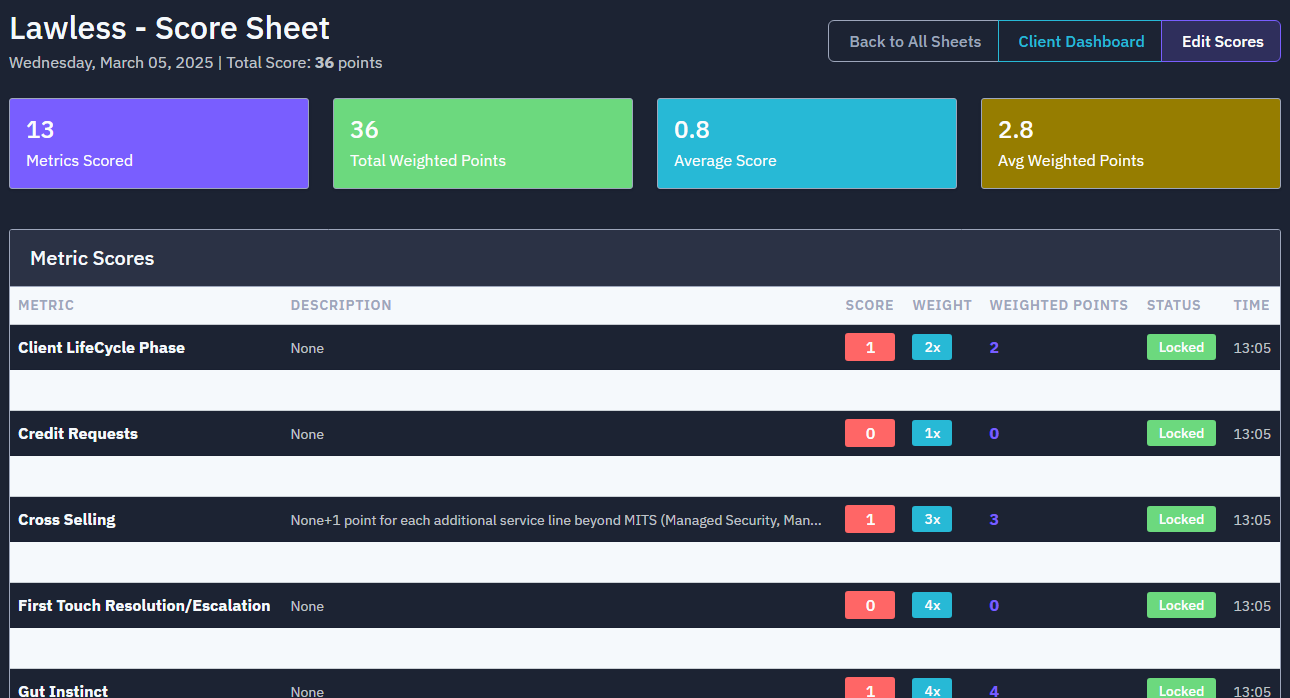 Lawless - Score Sheet
Wednesday, March 05, 2025 | Total Score: 36 points
Back to All Sheets Client Dashboard Edit Scores
13
Metrics Scored
36
Total Weighted Points
0.8
Average Score
2.8
Avg Weighted Points
Metric Scores
METRIC DESCRIPTION SCORE WEIGHT WEIGHTED POINTS STATUS TIME
Client LifeCycle Phase None 1 2x 2 Locked 13:05
Credit Requests None 0 1x 0 Locked 13:05
Cross Selling None+1 point for each additional service line beyond MITS (Managed Security, Man... 1 3x 3 Locked 13:05
First Touch Resolution/Escalation None 0 4x 0 Locked 13:05
Gut Instinct None 1 4x 4 Locked 13:05